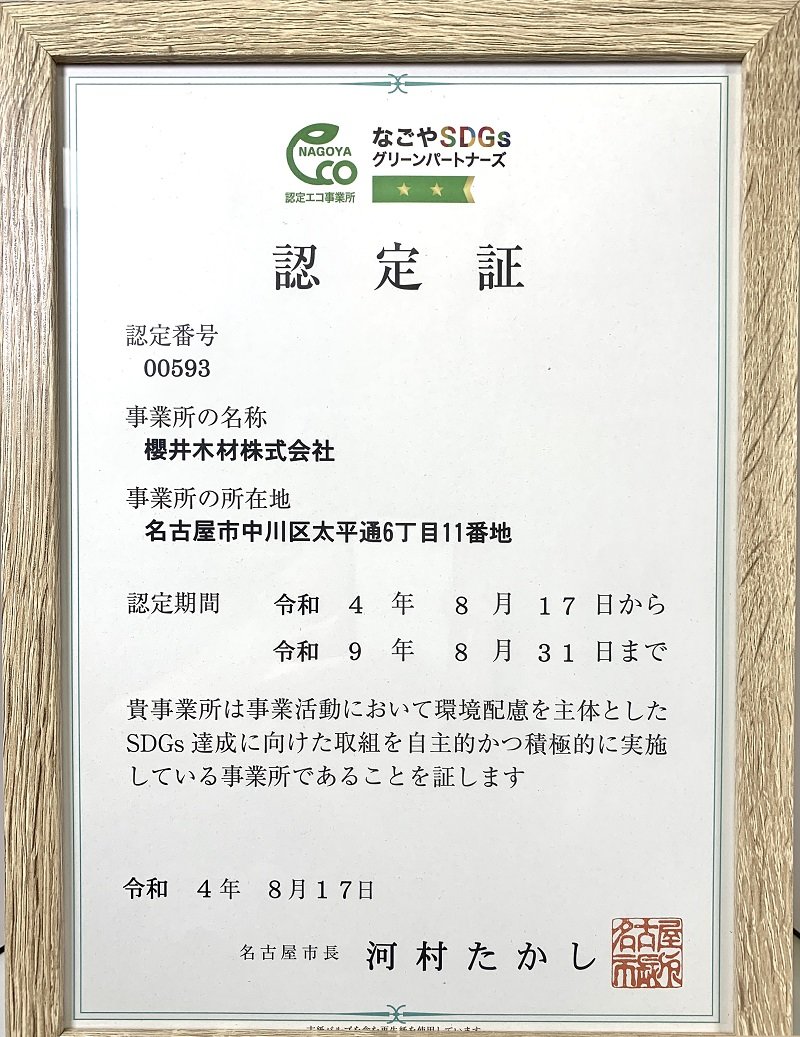 NAGOYA
eco
認定エコ事業所
なごやSDGs
グリーンパートナーズ
認定証
認定番号
00593
事業所の名称
櫻井木材株式会社
事業所の所在地
名古屋市中川区太平通6丁目11番地
認定期間 令和 4 年 8 月 17 日から
令和 9 年 8 月 31 日まで
貴事業所は事業活動において環境配慮を主体とした
SDGs 達成に向けた取組を自主的かつ積極的に実施
している事業所であることを証します
令和 4年 8月17日
名古屋市長 河村たかし